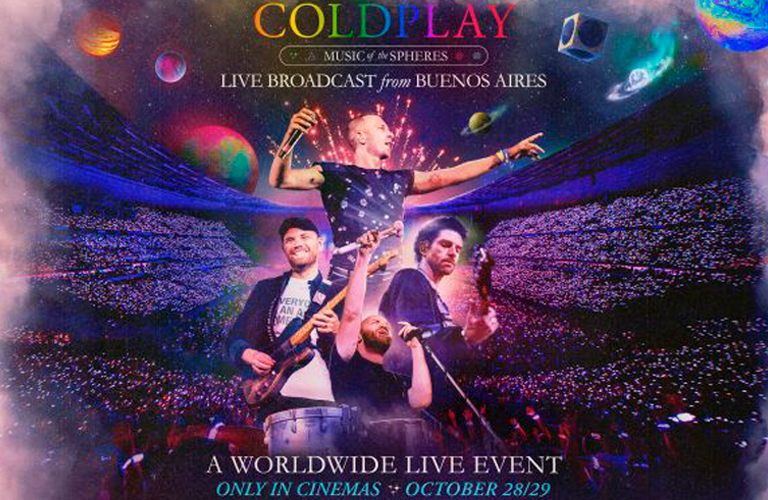 COLDPLAY
MUSIC of the SPHERES
LIVE BROADCAST from BUENOS AIRES
A WORLDWIDE LIVE EVENT
ONLY IN CINEMAS OCTOBER 28/29